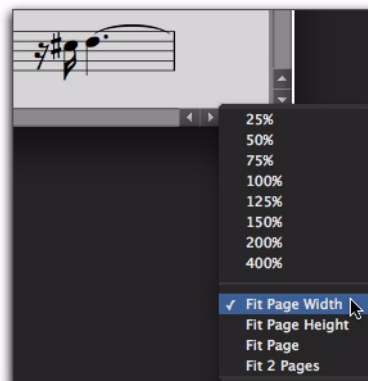 25%
50%
75%
100%
125%
150%
200%
400%
✓ Fit Page Width
Fit Page Height
Fit Page
Fit 2 Pages